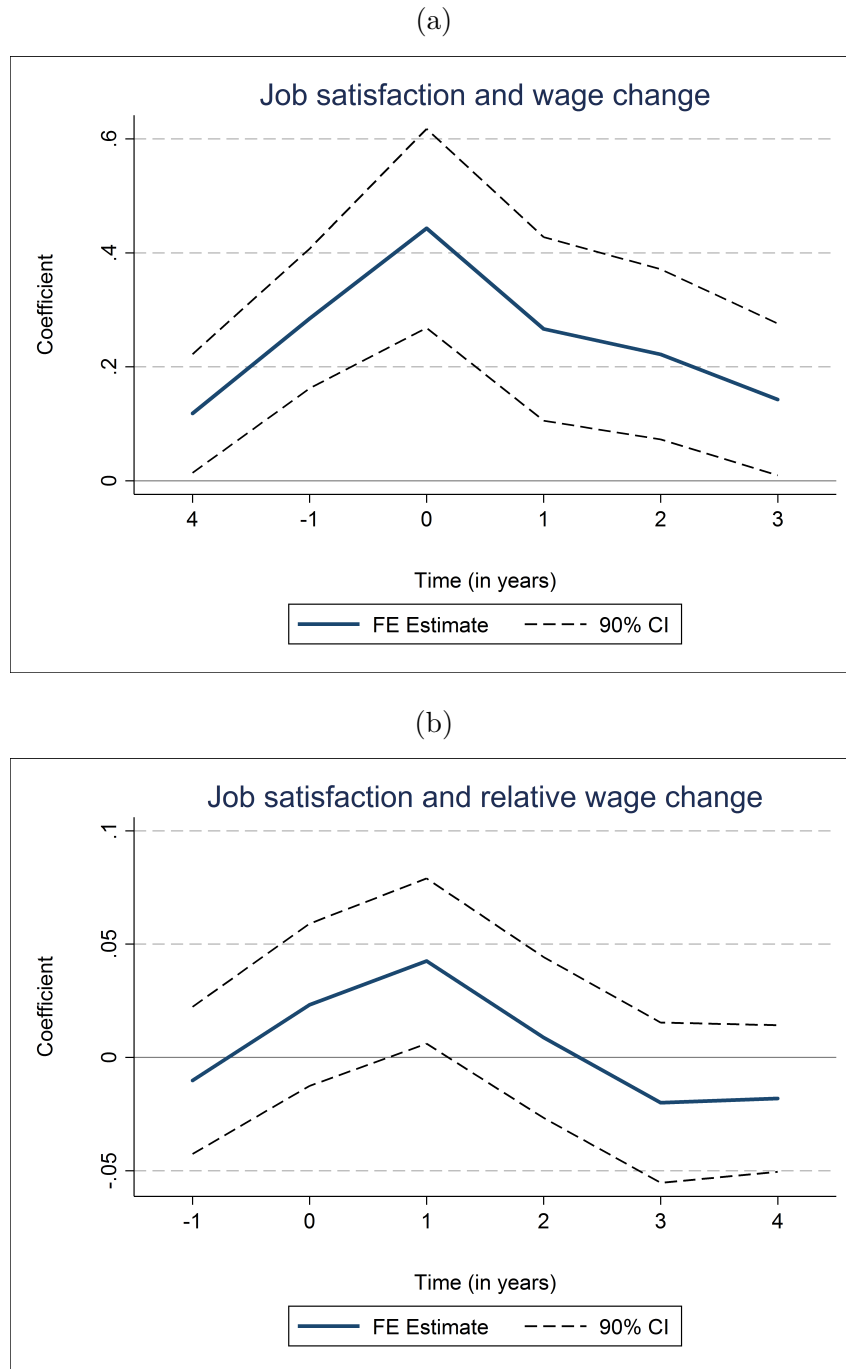 (a)
Job satisfaction and wage change
.6
.4
.2
0
Coefficient
4 -1 0 1 2 3
Time (in years)
FE Estimate 90% CI
(b)
Job satisfaction and relative wage change
.1
.05
0
-.05
Coefficient
-1 0 1 2 3 4
Time (in years)
FE Estimate 90% CI